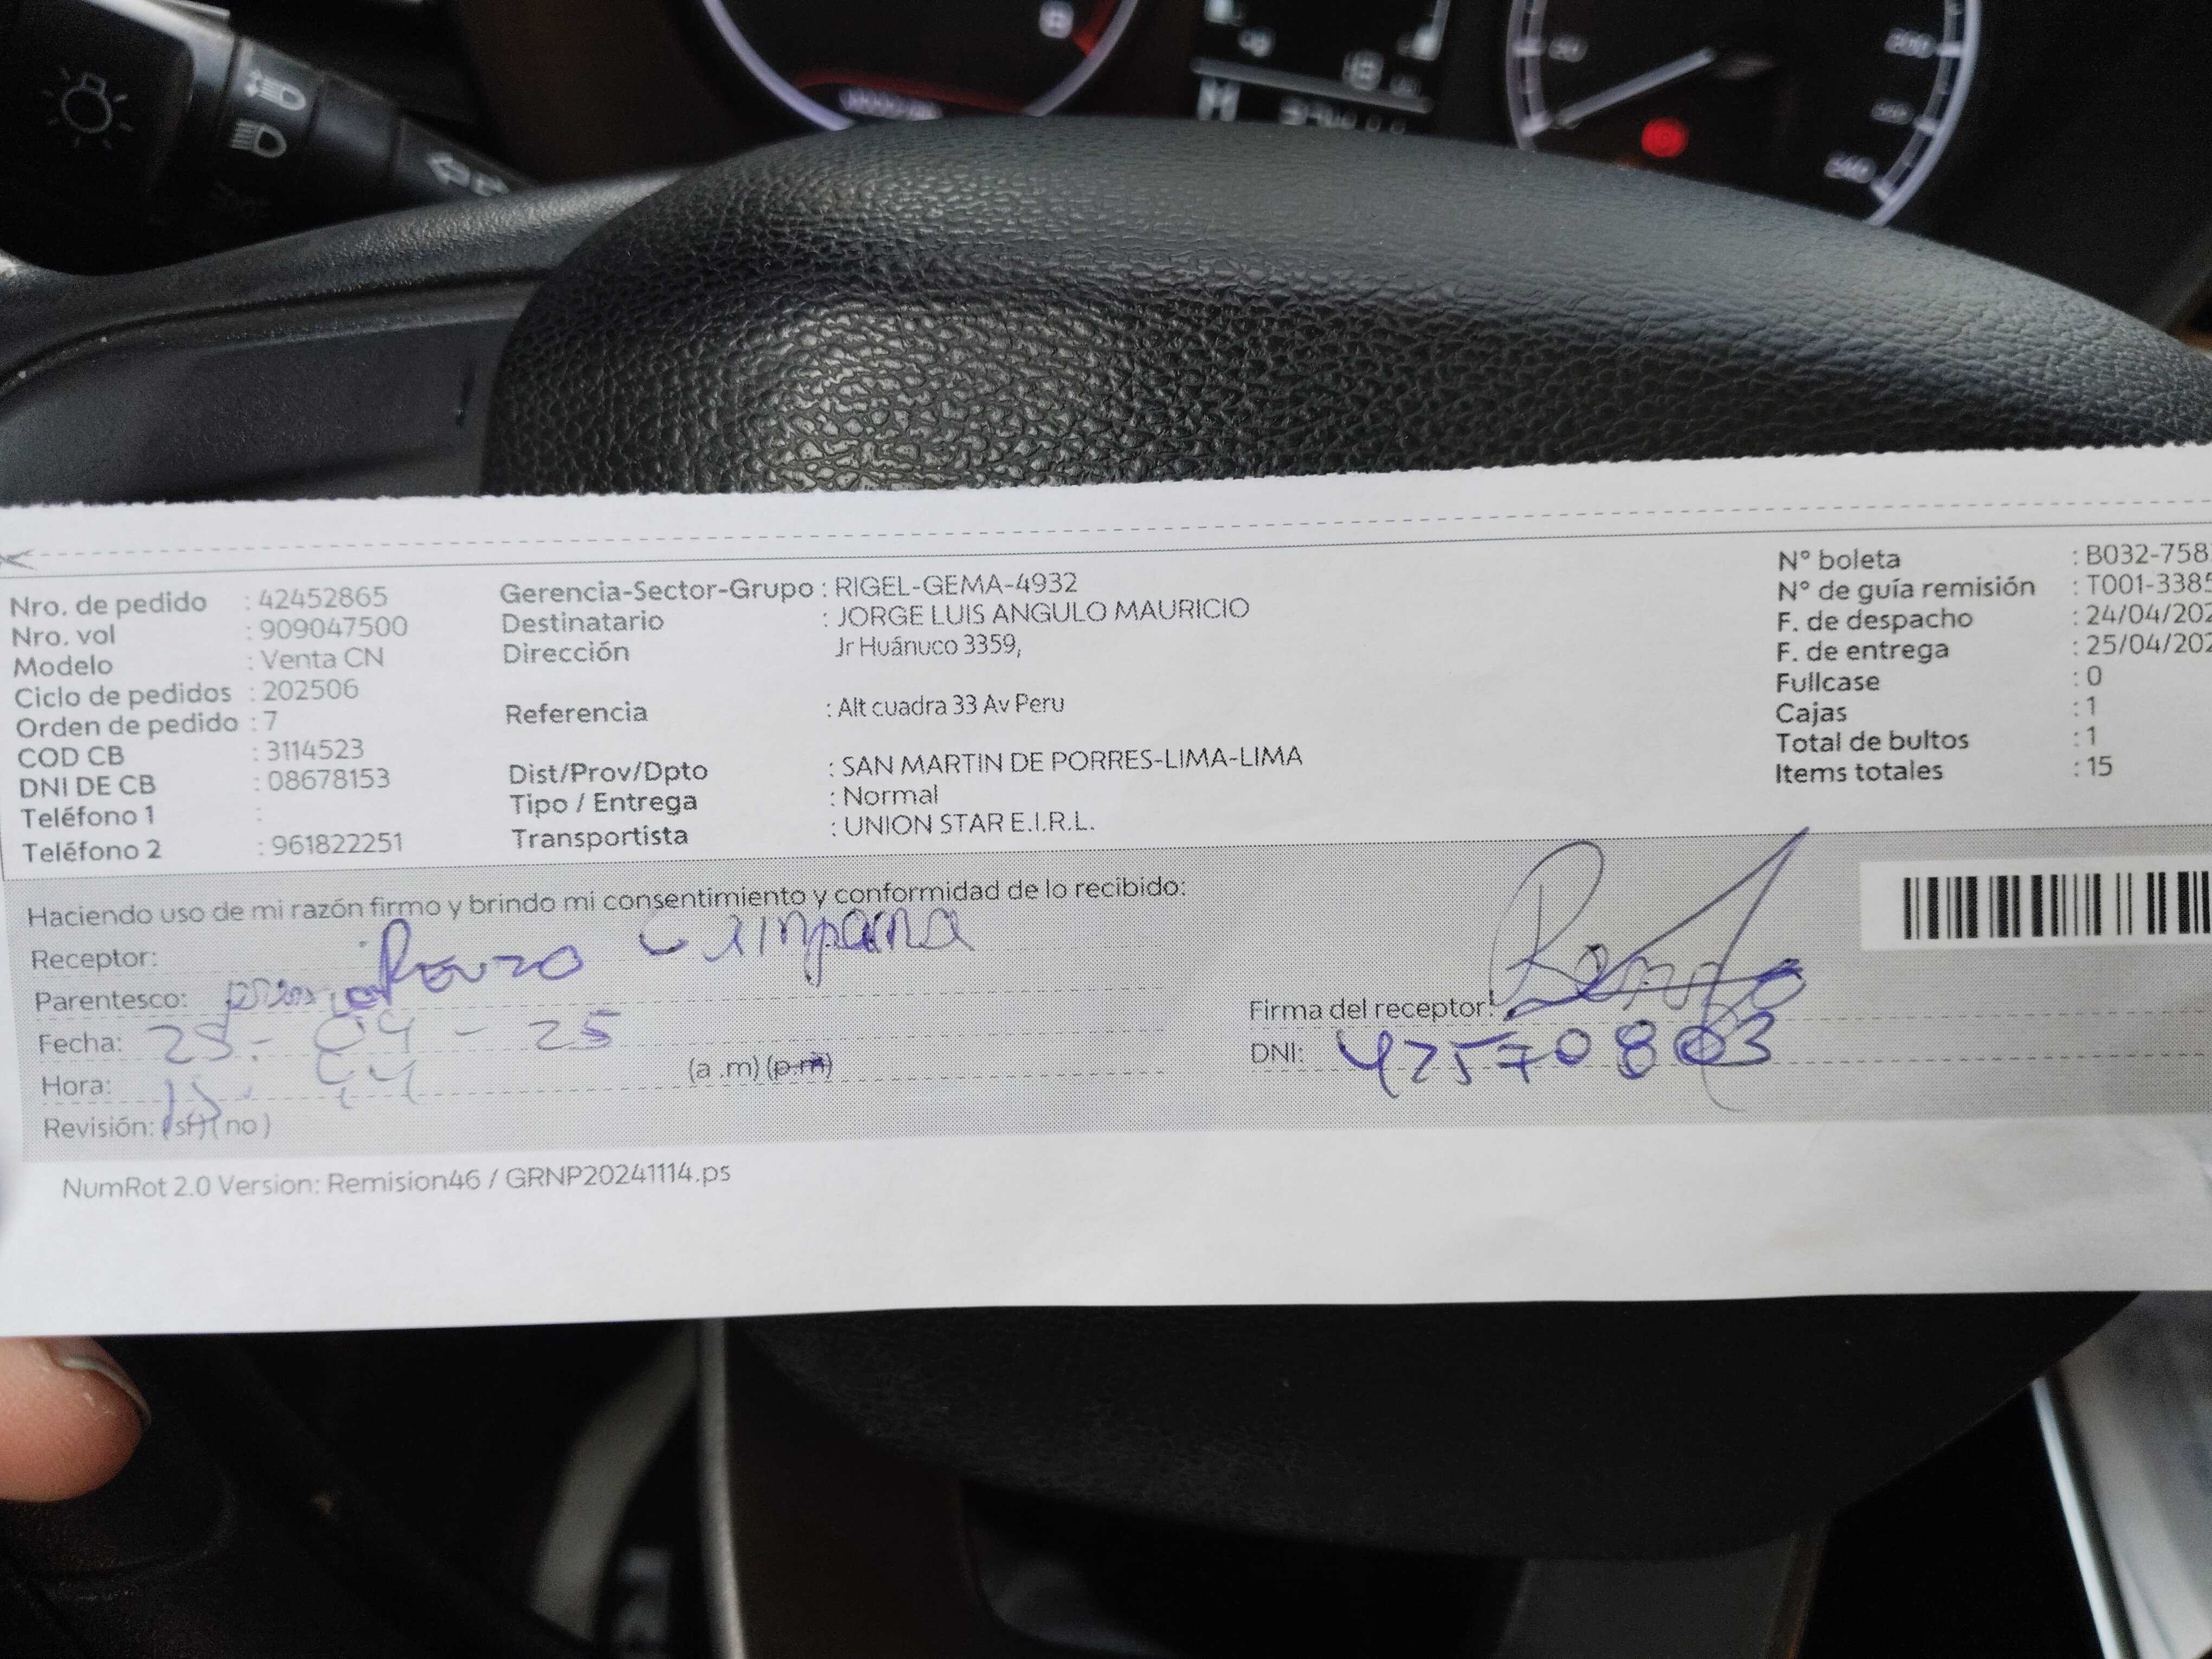 Nro. de pedido : 42452865
Nro. vol : 909047500
Modelo : Venta CN
Ciclo de pedidos : 202506
Orden de pedido : 7
COD CB : 3114523
DNI DE CB : 08678153
Teléfono 1 :
Teléfono 2 : 961822251
Gerencia-Sector-Grupo : RIGEL-GEMA-4932
Destinatario : JORGE LUIS ANGULO MAURICIO
Dirección Jr Huánuco 3359,
Referencia : Alt cuadra 33 Av Peru
Dist/Prov/Dpto : SAN MARTIN DE PORRES-LIMA-LIMA
Tipo / Entrega : Normal
Transportista : UNION STAR E.I.R.L.
N° boleta : B032-758
N° de guía remisión : T001-3385
F. de despacho : 24/04/202
F. de entrega : 25/04/202
Fullcase : 0
Cajas : 1
Total de bultos : 1
Items totales : 15
Haciendo uso de mi razón firmo y brindo mi consentimiento y conformidad de lo recibido:
Receptor: Renzo Campana
Parentesco:
Fecha: 25-04-25
Hora: (a .m) (p.m)
Revisión: (si) (no)
Firma del receptor: Renzo
DNI: 42570803
NumRot 2.0 Version: Remision46 / GRNP20241114.ps
240